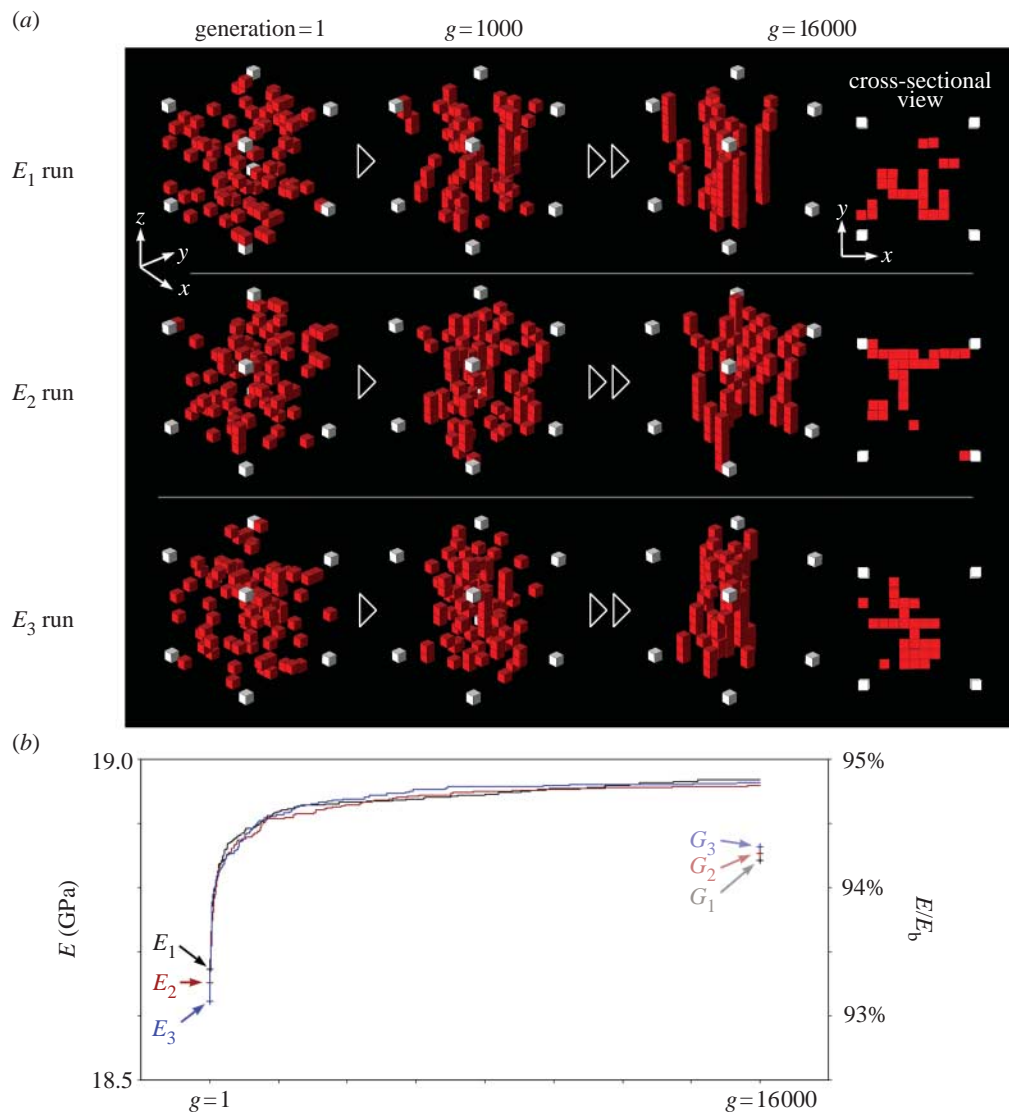 (a)
generation = 1
g = 1000
g = 16000
cross-sectional
view
E1 run
z
y
x
y
x
E2 run
E3 run
(b)
19.0
95%
G3
G2
94%
G1
E (GPa)
E/Eb
E1
E2
E3
93%
18.5
g = 1
g = 16000